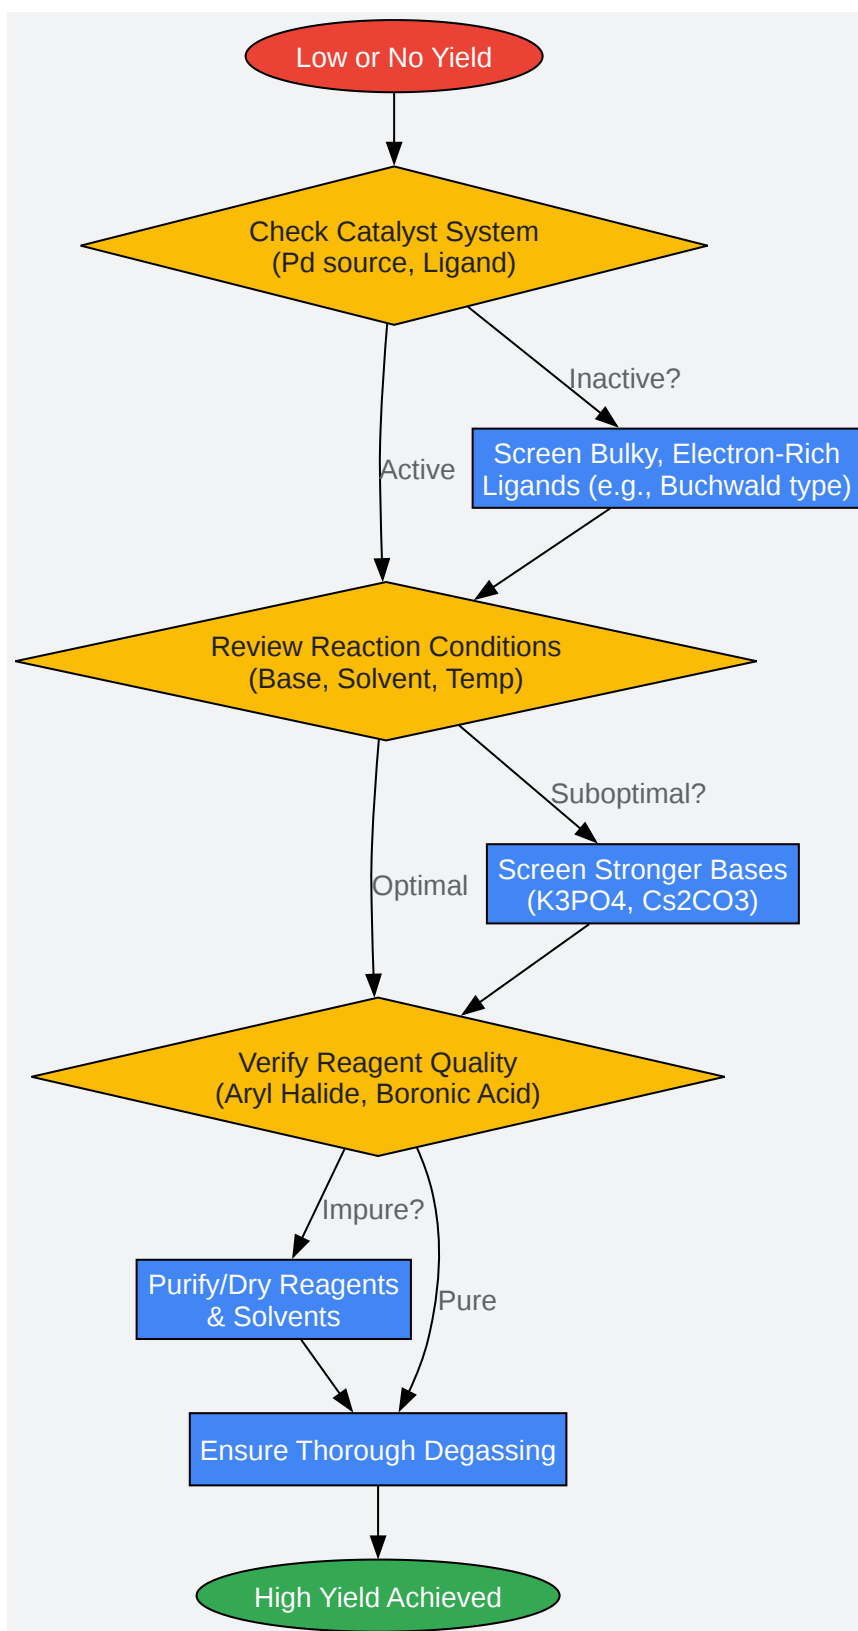 Low or No Yield
Check Catalyst System
(Pd source, Ligand)
Inactive?
Active
Screen Bulky, Electron-Rich
Ligands (e.g., Buchwald type)
Review Reaction Conditions
(Base, Solvent, Temp)
Suboptimal?
Optimal
Screen Stronger Bases
(K3PO4, Cs2CO3)
Verify Reagent Quality
(Aryl Halide, Boronic Acid)
Impure?
Purify/Dry Reagents
& Solvents
Pure
Ensure Thorough Degassing
High Yield Achieved